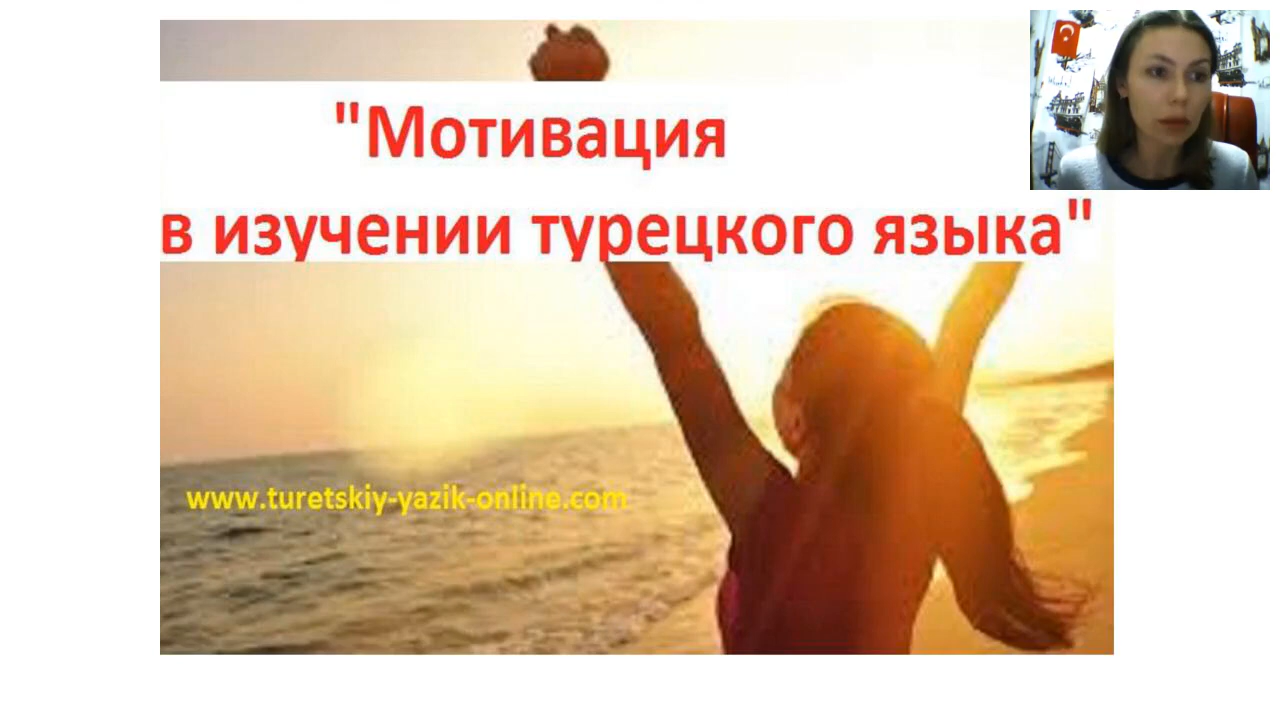 "Мотивация
в изучении турецкого языка"
www.turetskiy-yazik-online.com